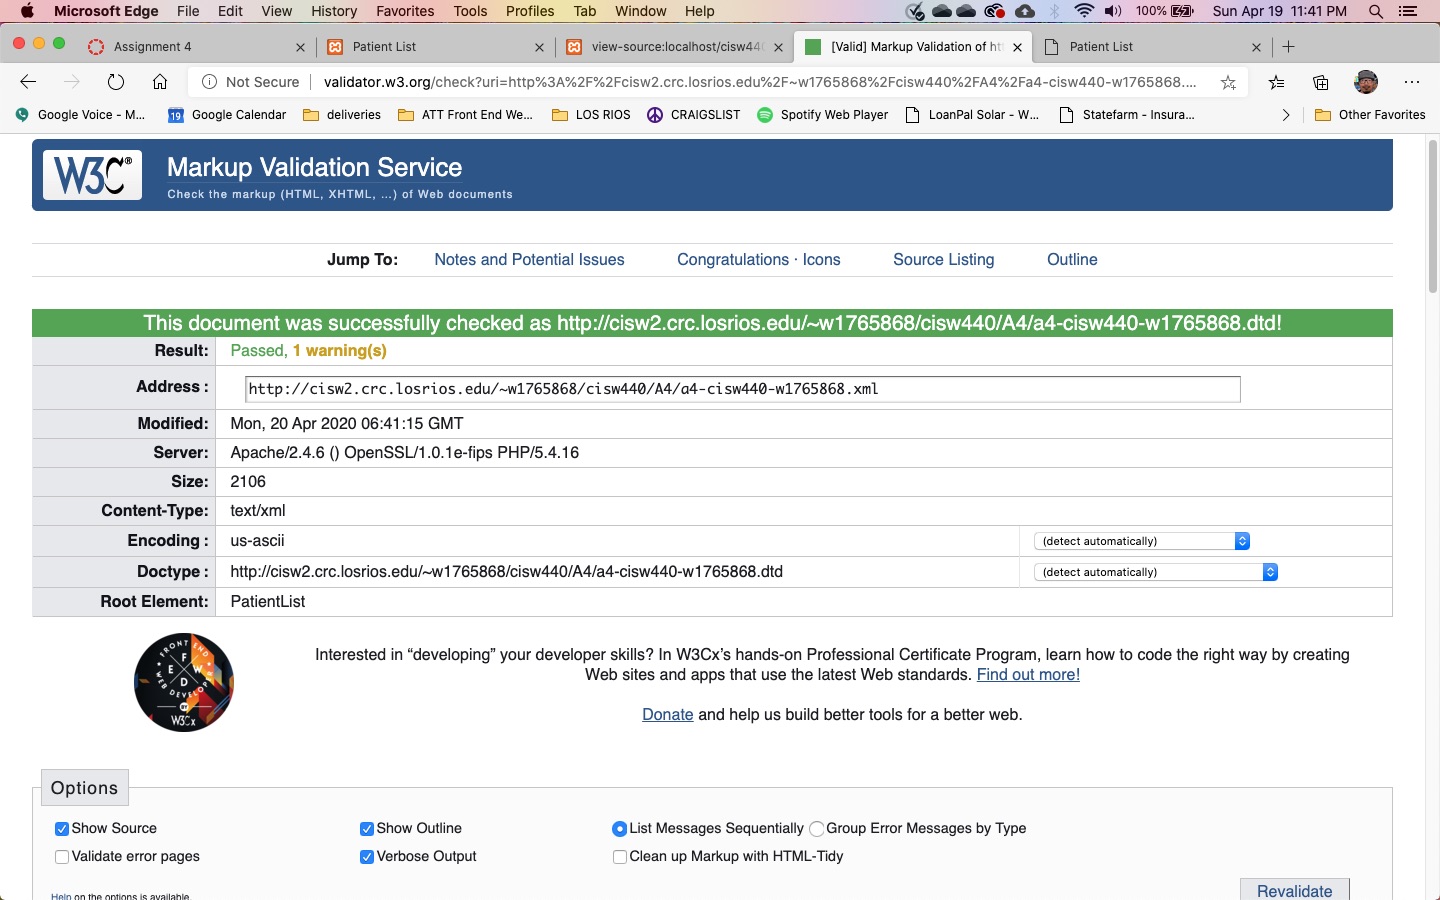 Microsoft Edge File Edit View History Favorites Tools Profiles Tab Window Help 100% Sun Apr 19 11:41 PM
Assignment 4 Patient List view-source:localhost/cisw44 [Valid] Markup Validation of ht Patient List
Not Secure validator.w3.org/check?uri=http%3A%2F%2Fcisw2.crc.losrios.edu%2F~w1765868%2Fcisw440%2FA4%2Fa4-cisw440-w1765868....
Google Voice - M... 19 Google Calendar deliveries ATT Front End We... LOS RIOS CRAIGSLIST Spotify Web Player LoanPal Solar - W... Statefarm - Insura... Other Favorites
W3C® Markup Validation Service
Check the markup (HTML, XHTML, ...) of Web documents
Jump To: Notes and Potential Issues Congratulations · Icons Source Listing Outline
This document was successfully checked as http://cisw2.crc.losrios.edu/~w1765868/cisw440/A4/a4-cisw440-w1765868.dtd!
Result: Passed, 1 warning(s)
Address : http://cisw2.crc.losrios.edu/~w1765868/cisw440/A4/a4-cisw440-w1765868.xml
Modified: Mon, 20 Apr 2020 06:41:15 GMT
Server: Apache/2.4.6 () OpenSSL/1.0.1e-fips PHP/5.4.16
Size: 2106
Content-Type: text/xml
Encoding : us-ascii (detect automatically)
Doctype : http://cisw2.crc.losrios.edu/~w1765868/cisw440/A4/a4-cisw440-w1765868.dtd (detect automatically)
Root Element: PatientList
FRONT END
F E W D
WEB DEVELOP
W3Cx
Interested in “developing” your developer skills? In W3Cx’s hands-on Professional Certificate Program, learn how to code the right way by creating
Web sites and apps that use the latest Web standards. Find out more!
Donate and help us build better tools for a better web.
Options
Show Source Show Outline List Messages Sequentially Group Error Messages by Type
Validate error pages Verbose Output Clean up Markup with HTML-Tidy
Help on the options is available.
Revalidate